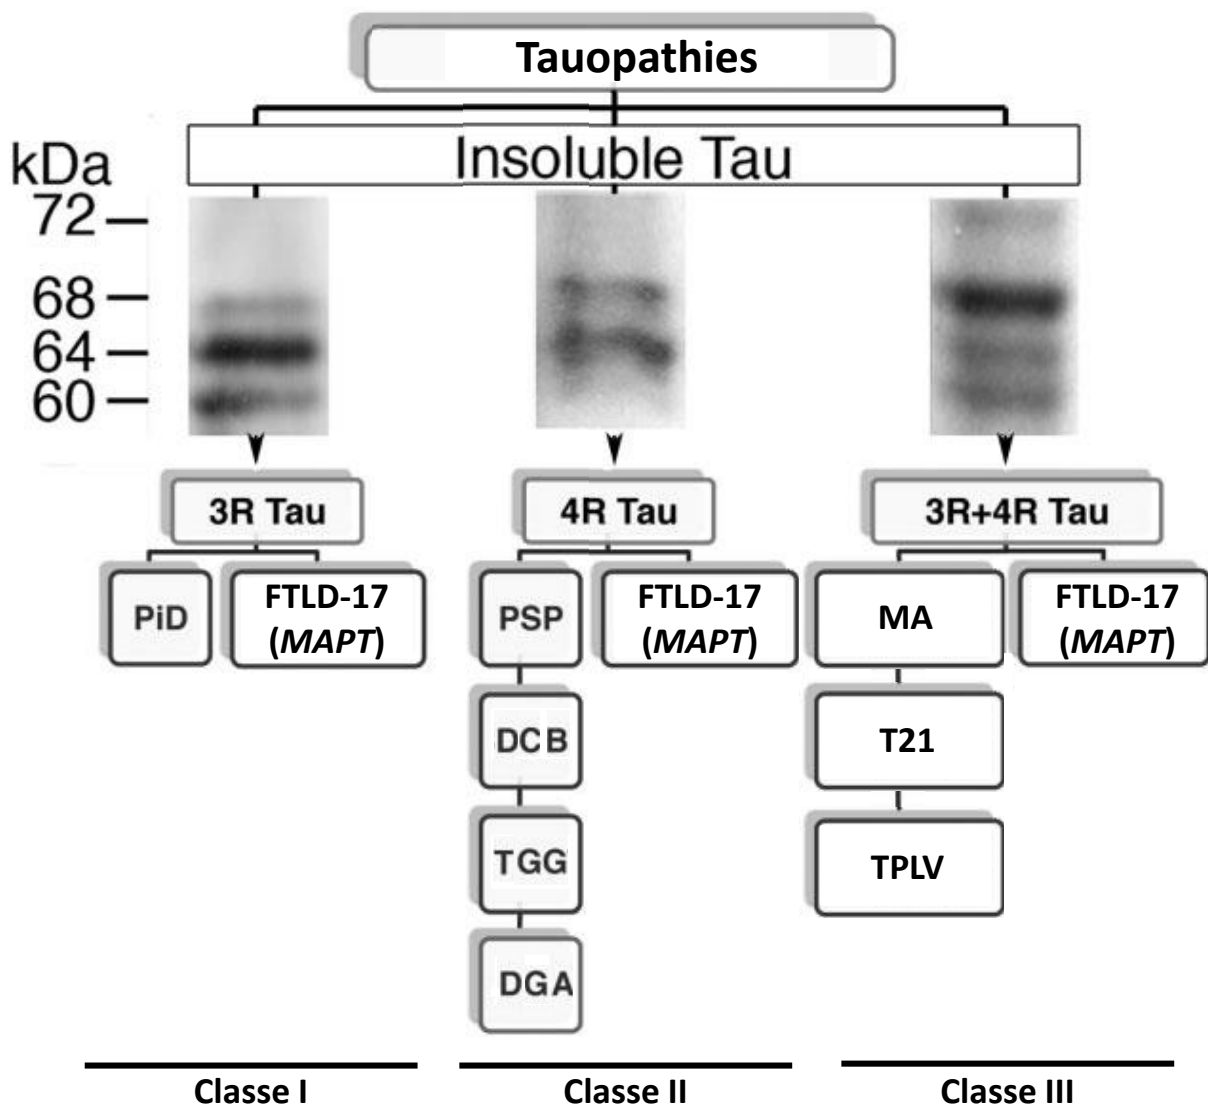 Tauopathies
Insoluble Tau
kDa
72
68
64
60
3R Tau
4R Tau
3R+4R Tau
PiD
FTLD-17
(MAPT)
PSP
FTLD-17
(MAPT)
MA
FTLD-17
(MAPT)
DCB
T21
TGG
TPLV
DGA
Classe I
Classe II
Classe III